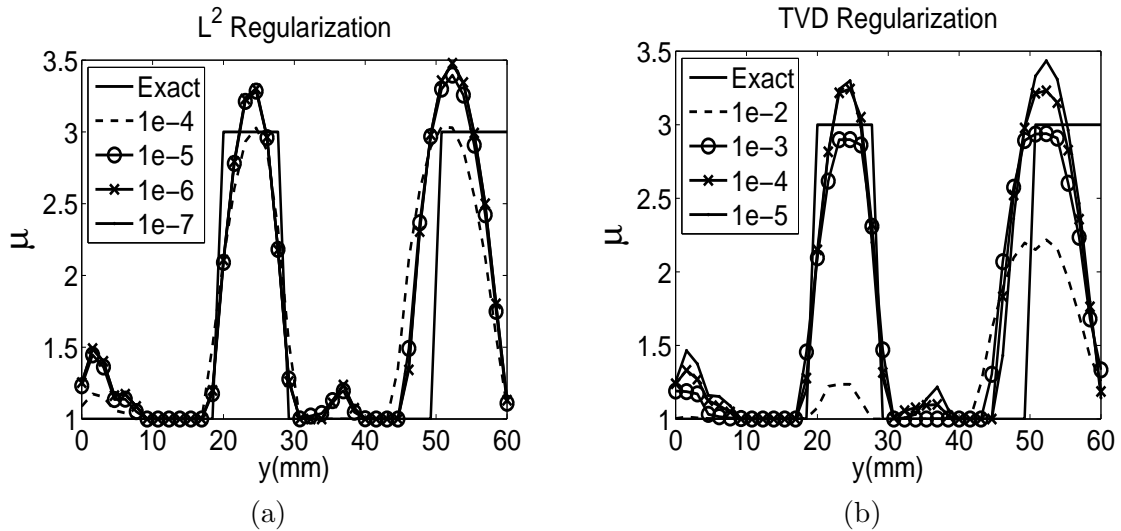 L² Regularization
3.5
3
2.5
2
1.5
1
μ
Exact
1e−4
1e−5
1e−6
1e−7
0 10 20 30 40 50 60
y(mm)
(a)
TVD Regularization
3.5
3
2.5
2
1.5
1
μ
Exact
1e−2
1e−3
1e−4
1e−5
0 10 20 30 40 50 60
y(mm)
(b)